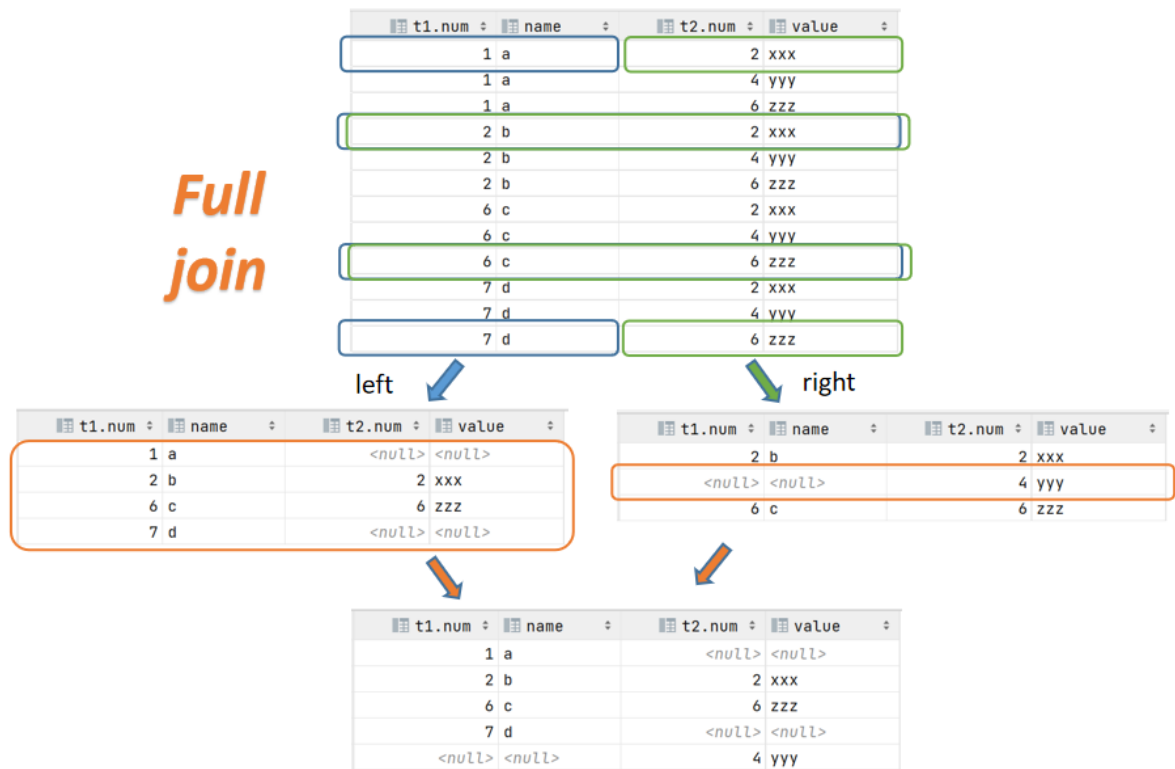 t1.num name t2.num value
1 a 2 xxx
1 a 4 yyy
1 a 6 zzz
2 b 2 xxx
2 b 4 yyy
2 b 6 zzz
6 c 2 xxx
6 c 4 yyy
6 c 6 zzz
7 d 2 xxx
7 d 4 yyy
7 d 6 zzz
Full
join
left
right
t1.num name t2.num value
1 a <null> <null>
2 b 2 xxx
6 c 6 zzz
7 d <null> <null>
t1.num name t2.num value
2 b 2 xxx
<null> <null> 4 yyy
6 c 6 zzz
t1.num name t2.num value
1 a <null> <null>
2 b 2 xxx
6 c 6 zzz
7 d <null> <null>
<null> <null> 4 yyy